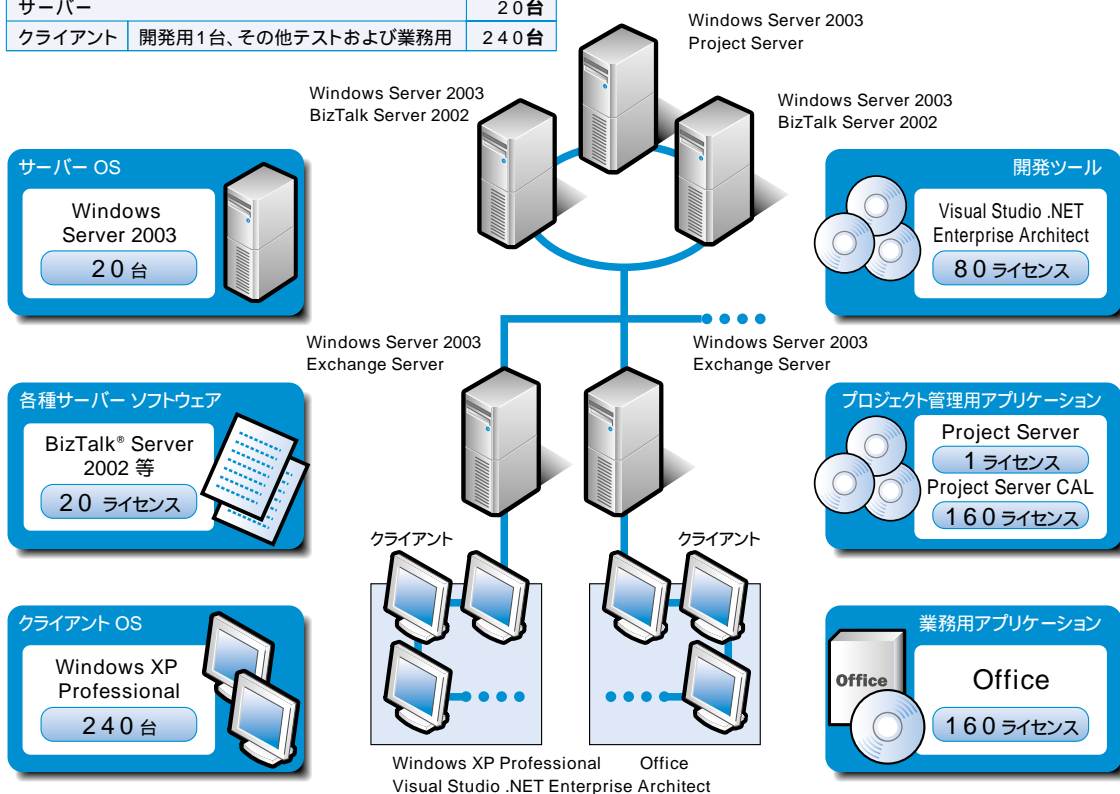 サーバー 20台
クライアント 開発用1台、その他テストおよび業務用 240台
Windows Server 2003
Project Server
Windows Server 2003
BizTalk Server 2002
Windows Server 2003
BizTalk Server 2002
サーバー OS
Windows
Server 2003
20台
開発ツール
Visual Studio .NET
Enterprise Architect
80ライセンス
Windows Server 2003
Exchange Server
Windows Server 2003
Exchange Server
各種サーバー ソフトウェア
BizTalk® Server
2002 等
20 ライセンス
プロジェクト管理用アプリケーション
Project Server
1ライセンス
Project Server CAL
160ライセンス
クライアント
クライアント
クライアント OS
Windows XP
Professional
240台
業務用アプリケーション
Office
Office
160ライセンス
Windows XP Professional Office
Visual Studio .NET Enterprise Architect